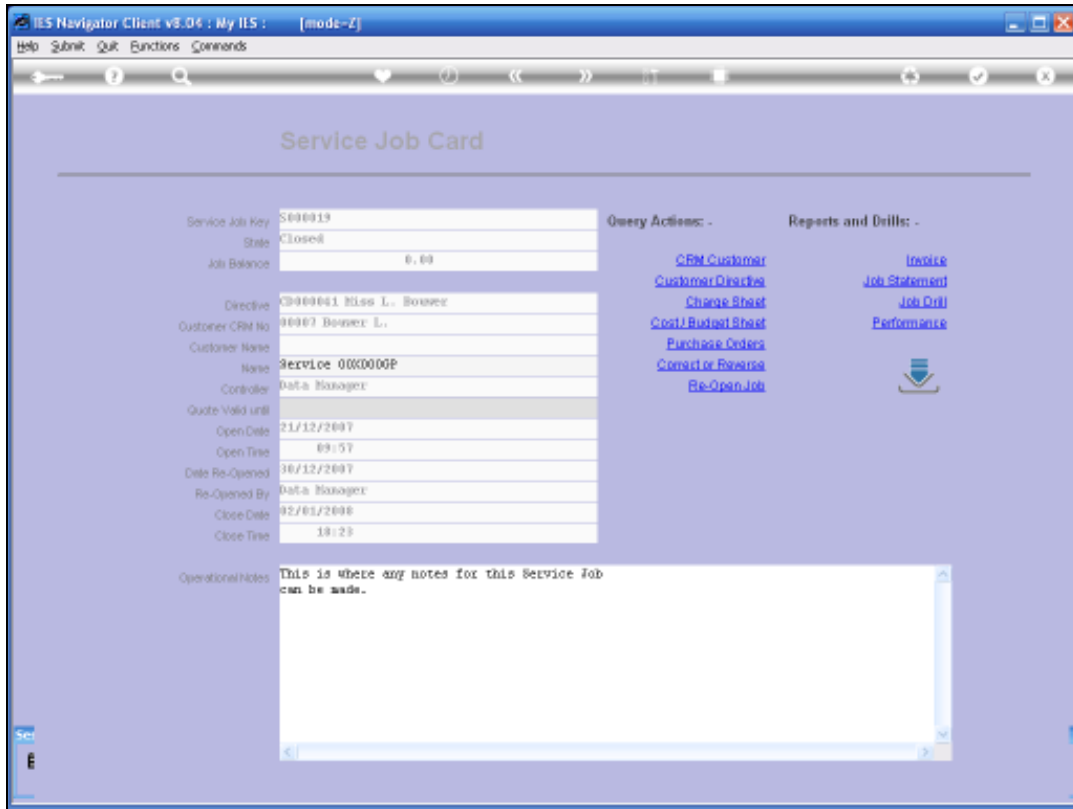 IES Navigator Client v8.04 : My IES : [mode=Z]
Help Submit Quit Functions Commands
Service Job Card
Service Job Key S000019
State Closed
Job Balance 0.00
Directive CD000041 Miss L. Bouwer
Customer CRM No 00007 Bouwer L.
Customer Name
Name Service 00XD00GP
Controller Data Manager
Quote Valid until
Open Date 21/12/2007
Open Time 09:57
Date Re-Opened 30/12/2007
Re-Opened By Data Manager
Close Date 02/01/2008
Close Time 18:23
Query Actions: -
CRM Customer
Customer Directive
Charge Sheet
Cost / Budget Sheet
Purchase Orders
Correct or Reverse
Re-Open Job
Reports and Drills: -
Invoice
Job Statement
Job Drill
Performance
Operational Notes This is where any notes for this Service Job
can be made.